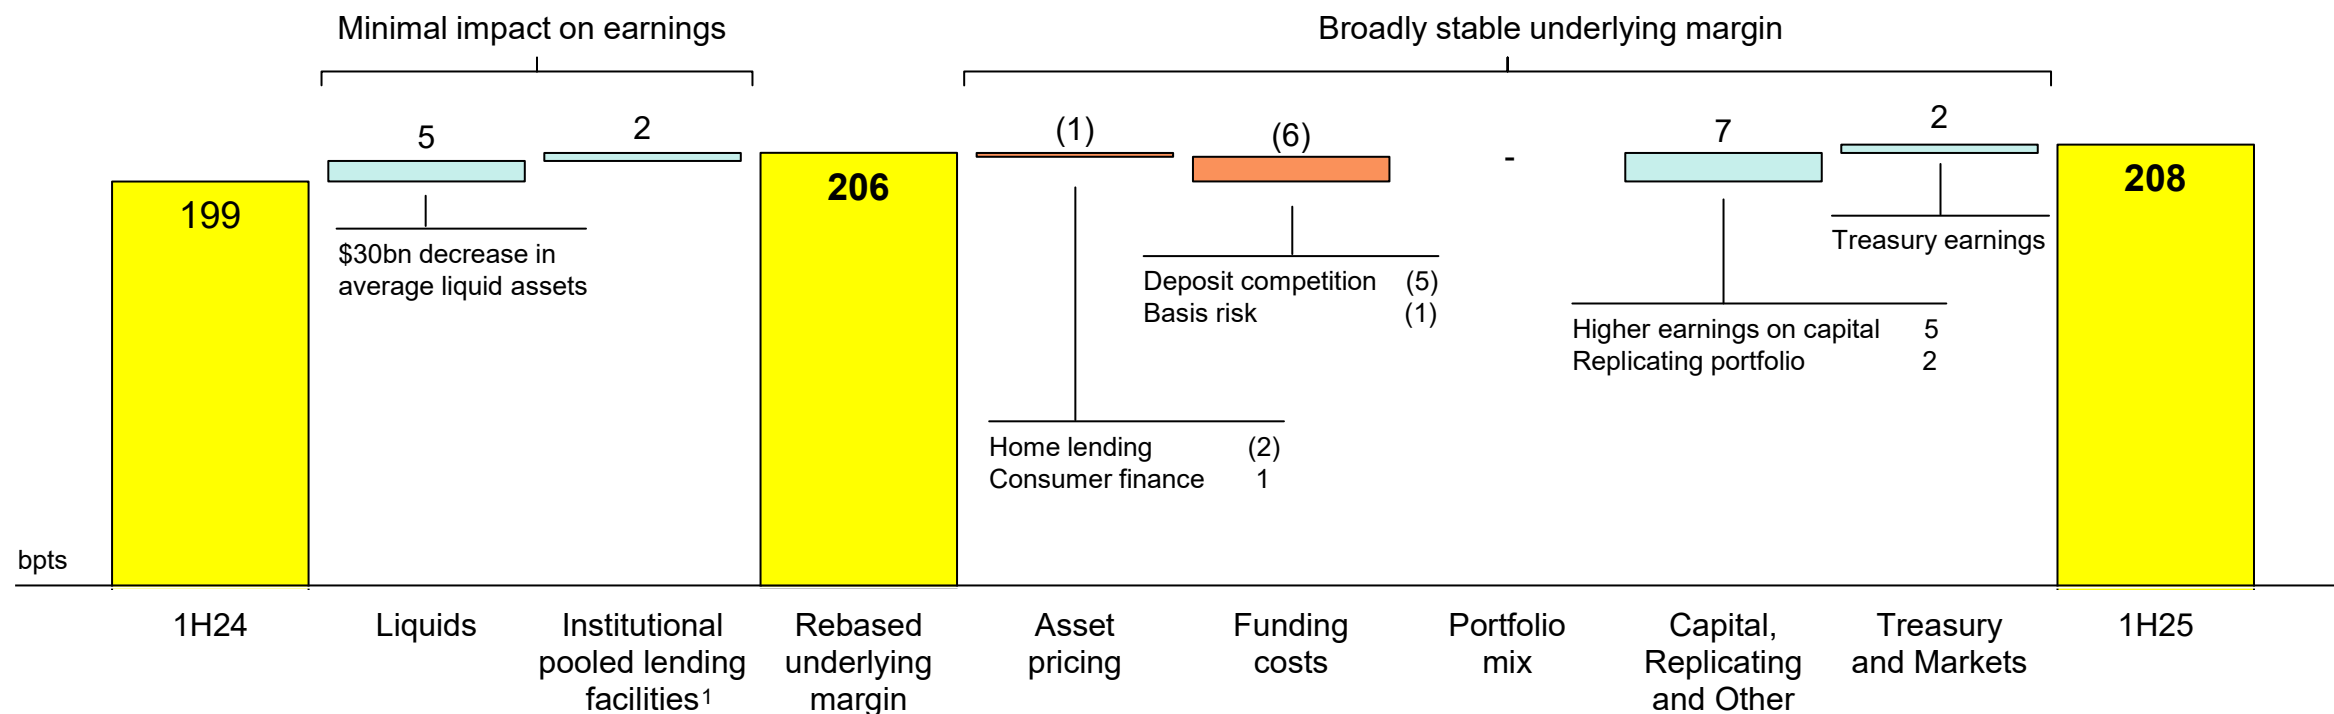 Minimal impact on earnings
Broadly stable underlying margin
5
2
(1)
(6)
-
7
2
199
206
208
$30bn decrease in
average liquid assets
Treasury earnings
Deposit competition (5)
Basis risk (1)
Higher earnings on capital 5
Replicating portfolio 2
Home lending (2)
Consumer finance 1
bpts
1H24
Liquids
Institutional
pooled lending
facilities1
Rebased
underlying
margin
Asset
pricing
Funding
costs
Portfolio
mix
Capital,
Replicating
and Other
Treasury
and Markets
1H25